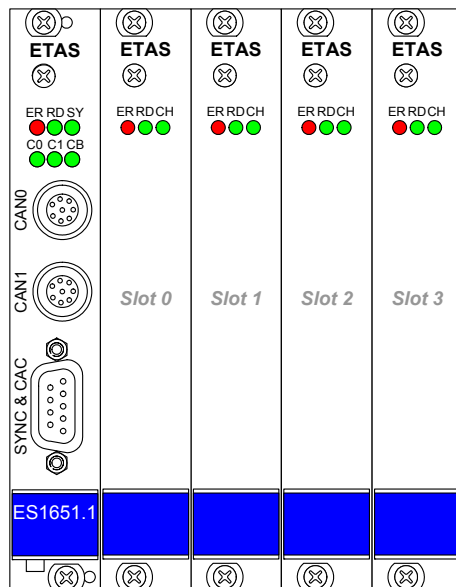 ETAS ETAS ETAS ETAS ETAS
ER RD SY ER RD CH ER RD CH ER RD CH ER RD CH
C0 C1 CB
CAN0
CAN1 Slot 0 Slot 1 Slot 2 Slot 3
SYNC & CAC
ES1651.1